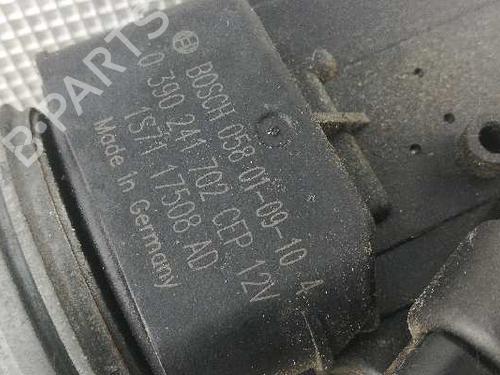 BOSCH 058 01-09-10 4
0 390 241 702 CEP 12V
1S71 17508 AD
Made in Germany
B-PARTS